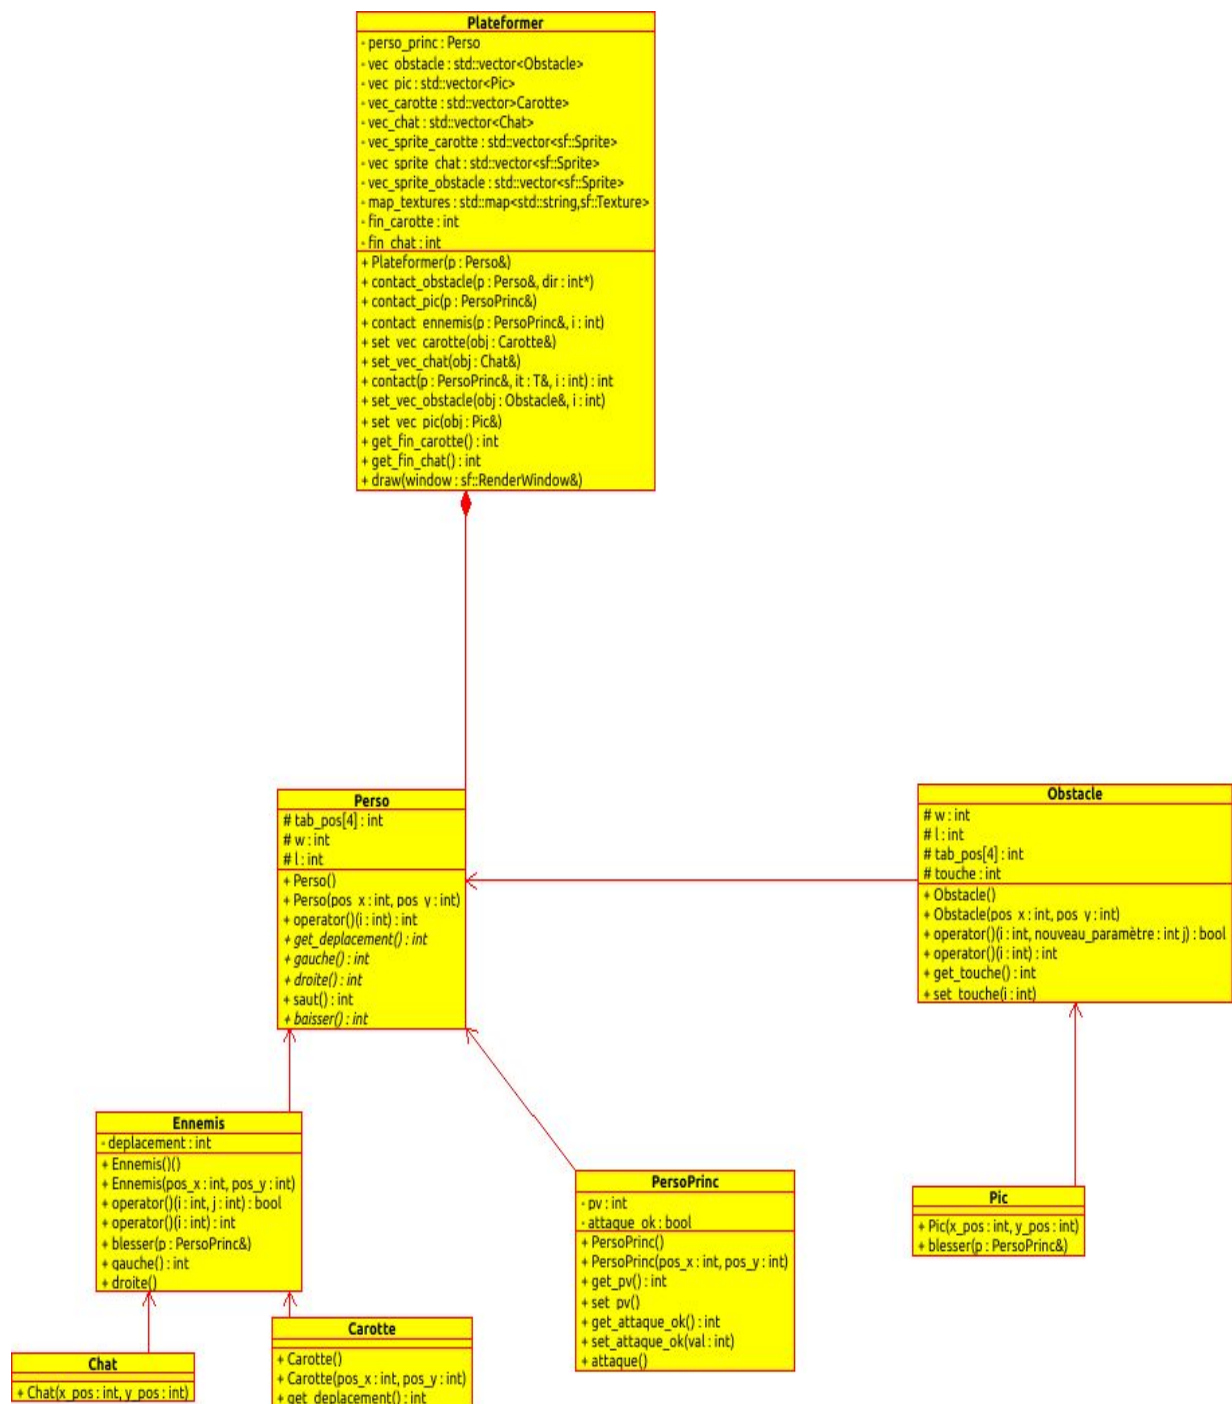 Plateformer
- perso_princ : Perso
- vec_obstacle : std::vector<Obstacle>
- vec_pic : std::vector<Pic>
- vec_carotte : std::vector>Carotte>
- vec_chat : std::vector<Chat>
- vec_sprite_carotte : std::vector<sf::Sprite>
- vec_sprite_chat : std::vector<sf::Sprite>
- vec_sprite_obstacle : std::vector<sf::Sprite>
- map_textures : std::map<std::string,sf::Texture>
- fin_carotte : int
- fin_chat : int
+ Plateformer(p : Perso&)
+ contact_obstacle(p : Perso&, dir : int*)
+ contact_pic(p : PersoPrinc&)
+ contact_ennemis(p : PersoPrinc&, i : int)
+ set_vec_carotte(obj : Carotte&)
+ set_vec_chat(obj : Chat&)
+ contact(p : PersoPrinc&, it : T&, i : int) : int
+ set_vec_obstacle(obj : Obstacle&, i : int)
+ set_vec_pic(obj : Pic&)
+ get_fin_carotte() : int
+ get_fin_chat() : int
+ draw(window : sf::RenderWindow&)
Perso
# tab_pos[4] : int
# w : int
# l : int
+ Perso()
+ Perso(pos_x : int, pos_y : int)
+ operator()(i : int) : int
+ get_deplacement() : int
+ gauche() : int
+ droite() : int
+ saut() : int
+ baisser() : int
Obstacle
# w : int
# l : int
# tab_pos[4] : int
# touche : int
+ Obstacle()
+ Obstacle(pos_x : int, pos_y : int)
+ operator()(i : int, nouveau_paramètre : int j) : bool
+ operator()(i : int) : int
+ get_touche() : int
+ set_touche(i : int)
Ennemis
- deplacement : int
+ Ennemis()()
+ Ennemis(pos_x : int, pos_y : int)
+ operator()(i : int, j : int) : bool
+ operator()(i : int) : int
+ blesser(p : PersoPrinc&)
+ gauche() : int
+ droite()
PersoPrinc
- pv : int
- attaque_ok : bool
+ PersoPrinc()
+ PersoPrinc(pos_x : int, pos_y : int)
+ get_pv() : int
+ set_pv()
+ get_attaque_ok() : int
+ set_attaque_ok(val : int)
+ attaque()
Pic
+ Pic(x_pos : int, y_pos : int)
+ blesser(p : PersoPrinc&)
Chat
+ Chat(x_pos : int, y_pos : int)
Carotte
+ Carotte()
+ Carotte(pos_x : int, pos_y : int)
+ get_deplacement() : int